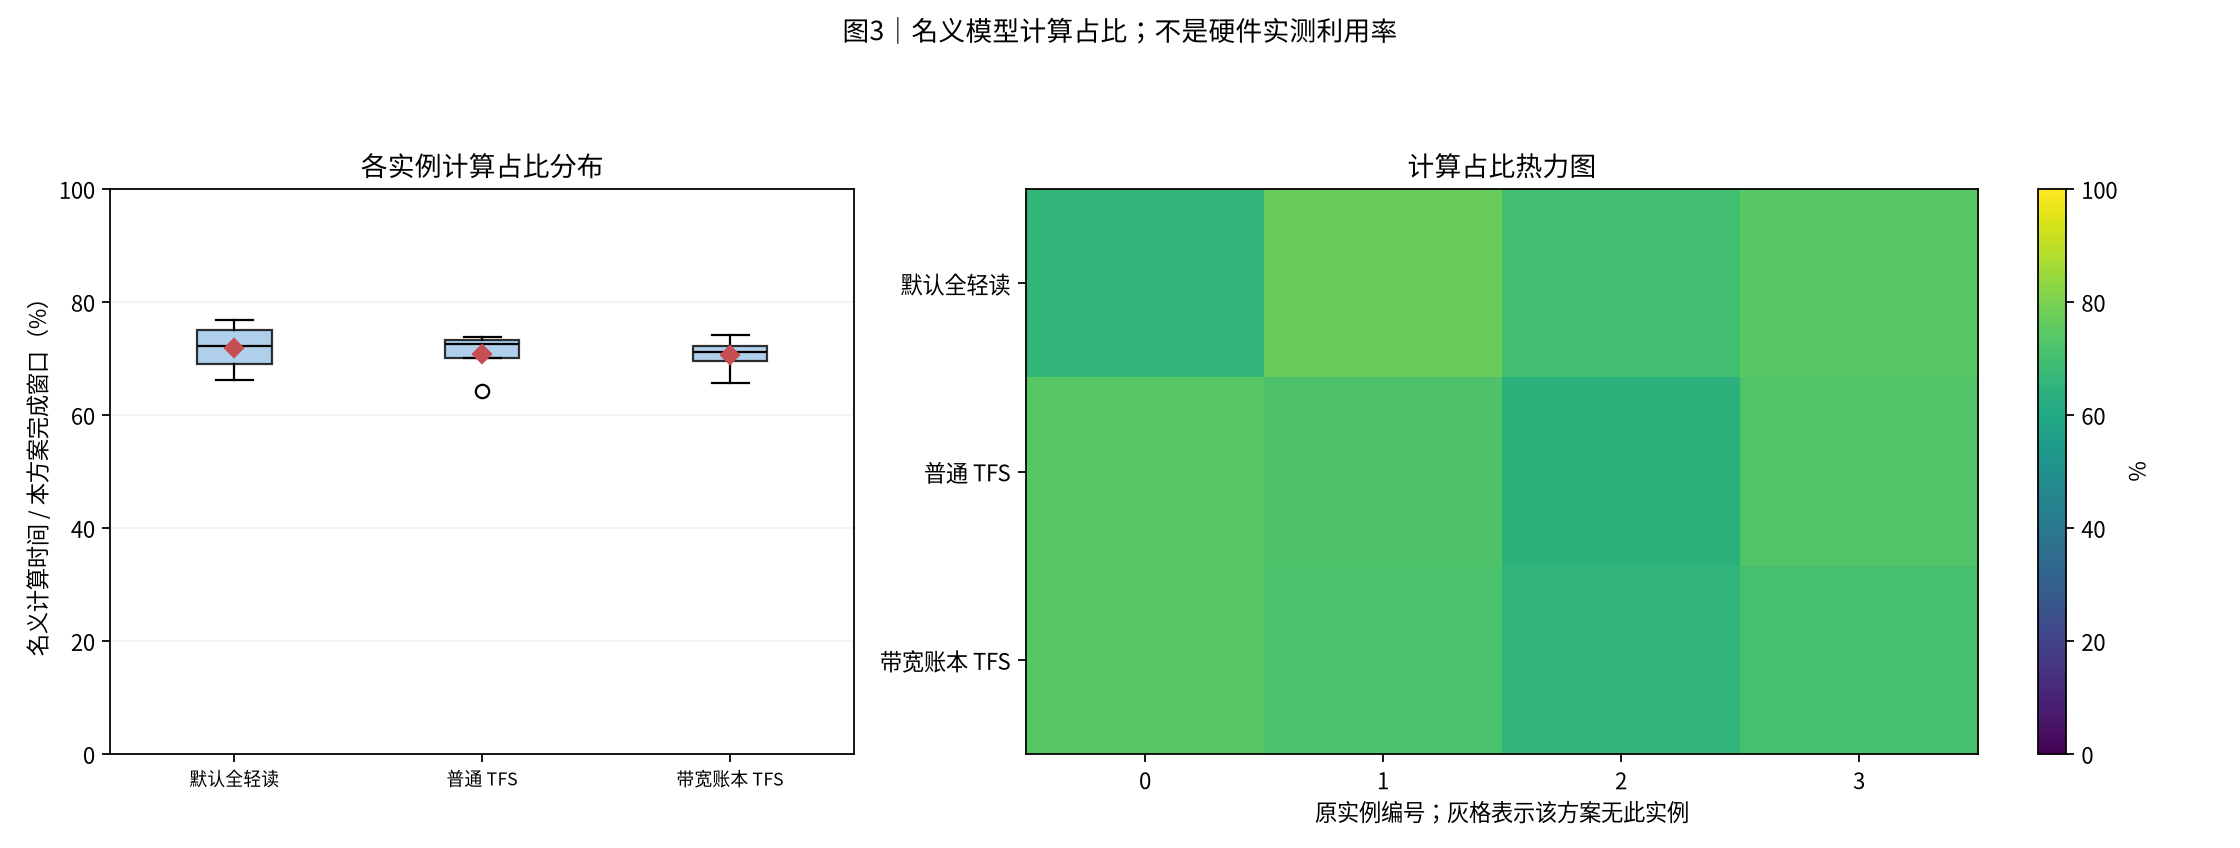 图3｜名义模型计算占比；不是硬件实测利用率
各实例计算占比分布
名义计算时间 / 本方案完成窗口（%）
100
80
60
40
20
0
默认全轻读
普通 TFS
带宽账本 TFS
计算占比热力图
默认全轻读
普通 TFS
带宽账本 TFS
0
1
2
3
原实例编号；灰格表示该方案无此实例
100
80
60
40
20
0
%